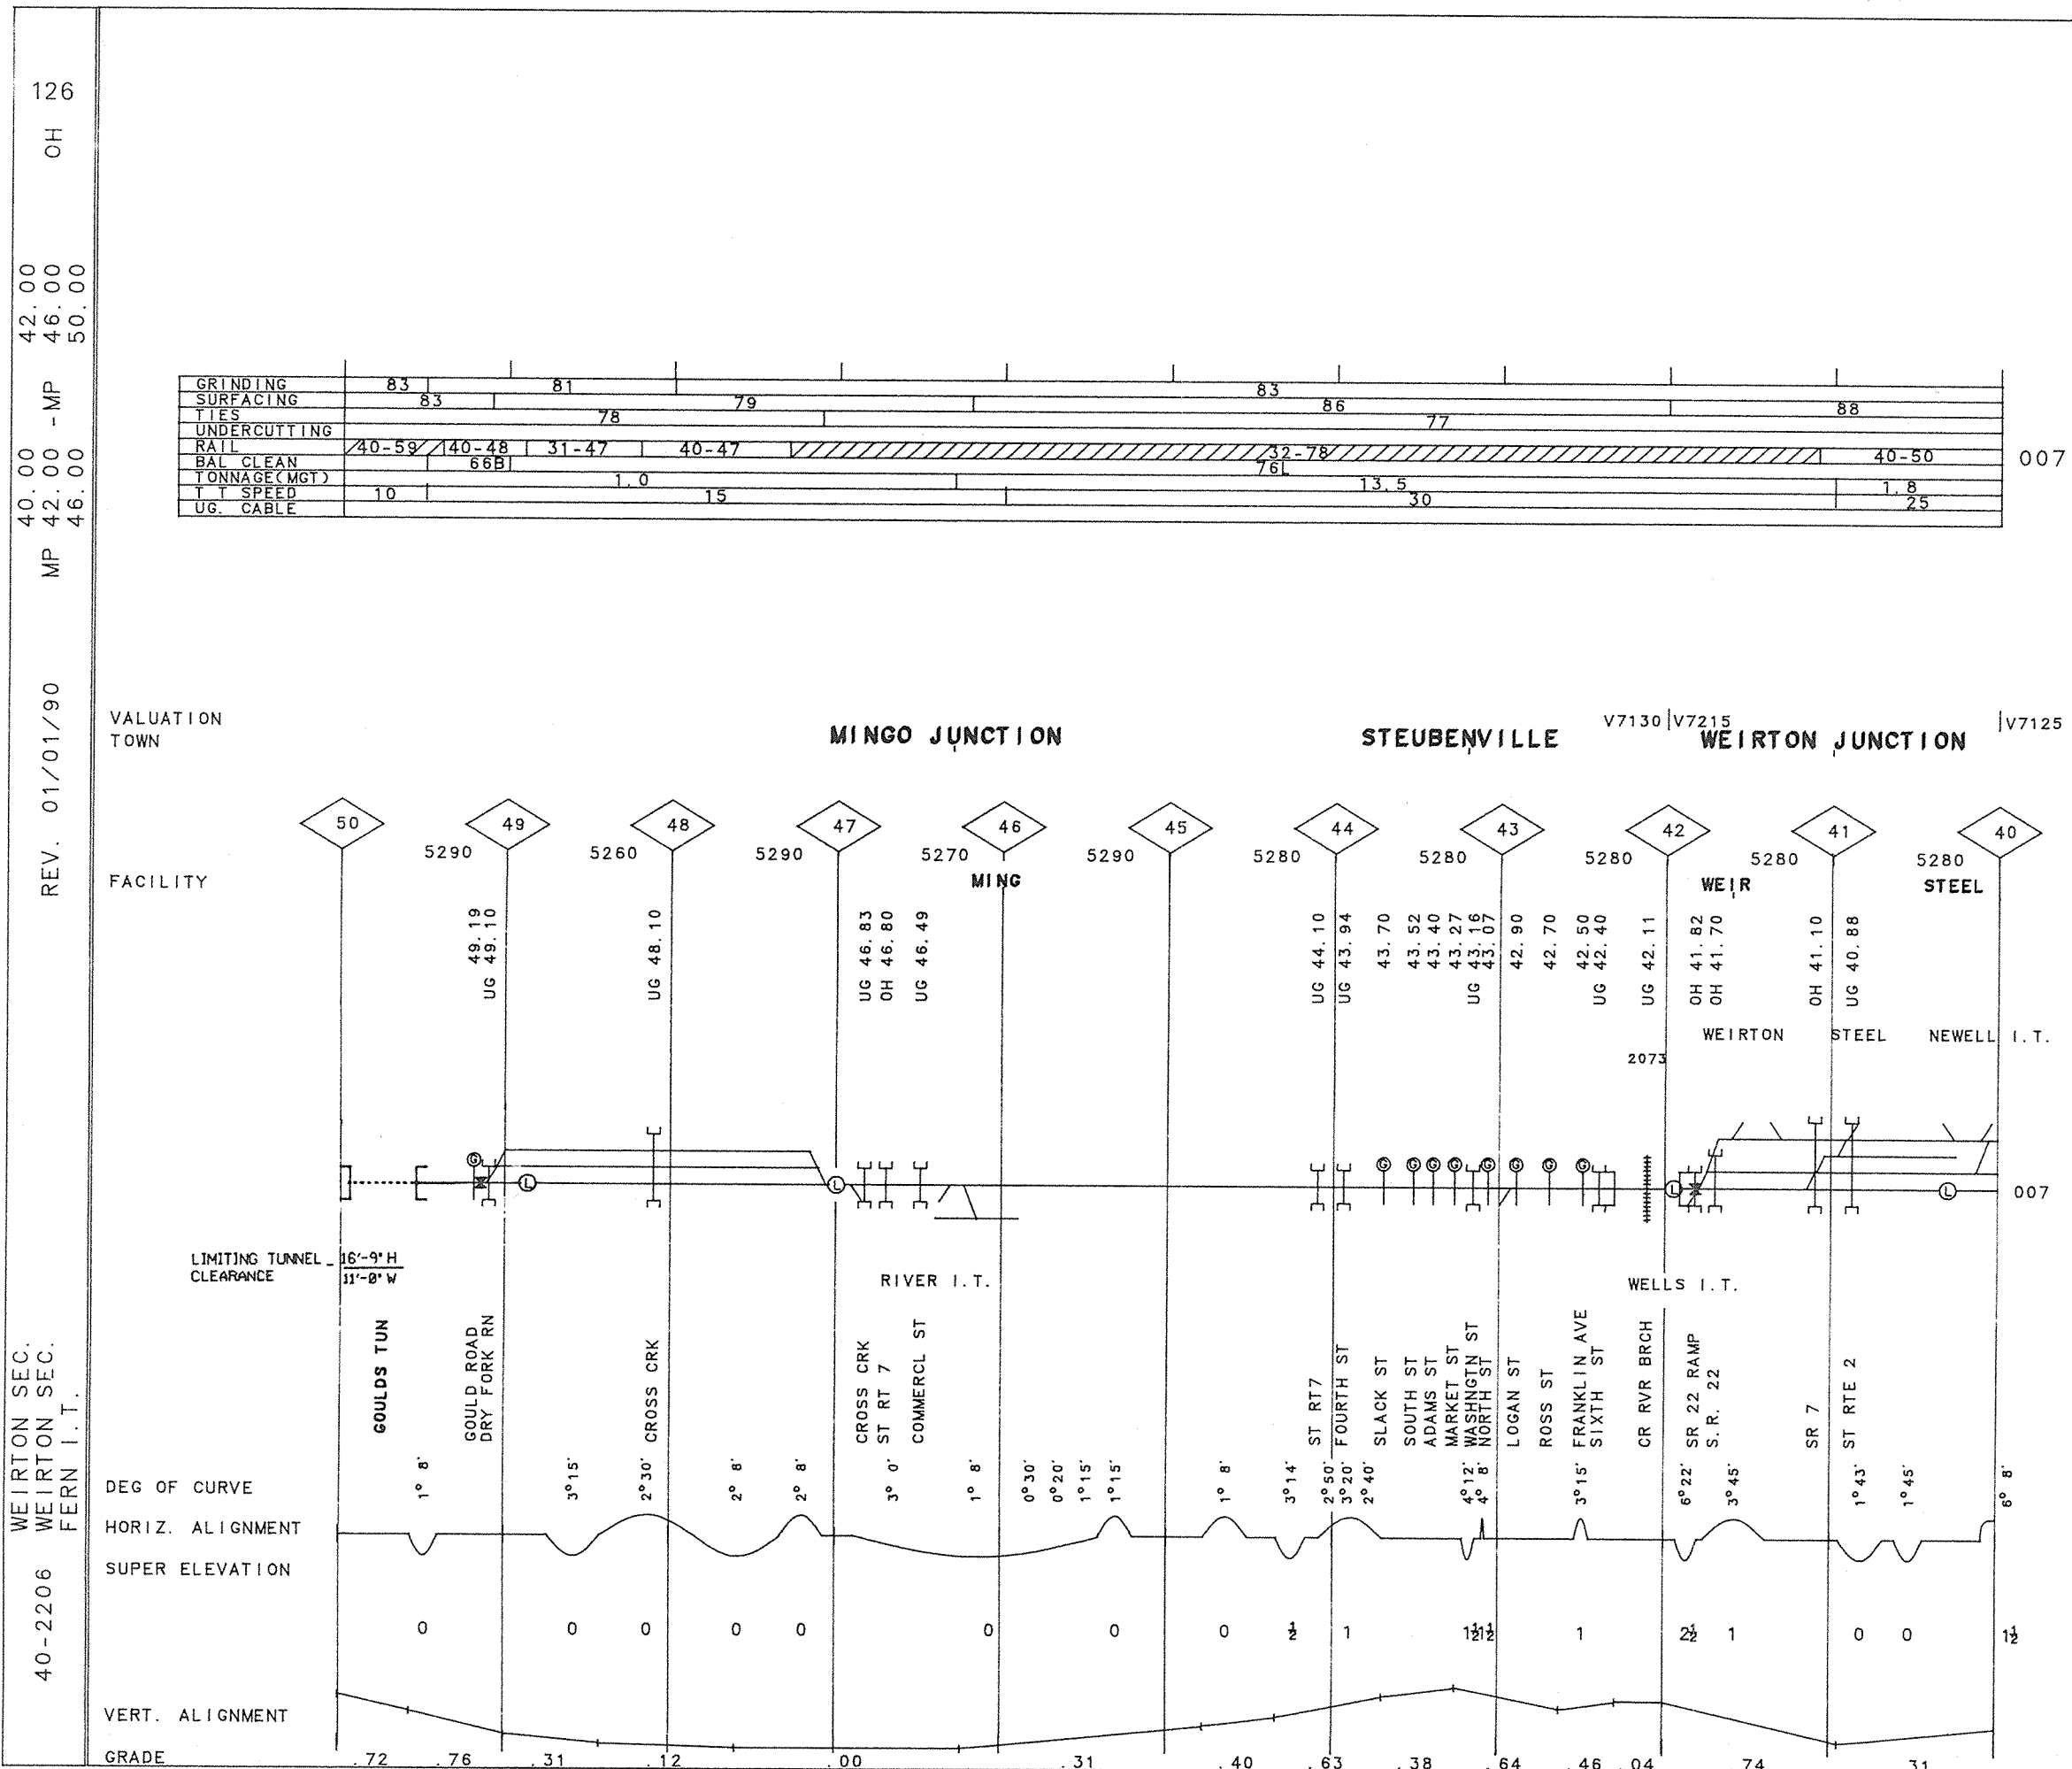 126 OH
40.00 42.00
MP 42.00 -MP 46.00
46.00 50.00
REV. 01/01/90
WEIRTON SEC.
40-2206 WEIRTON SEC.
FERN I.T.
GRINDING 83 81 83
SURFACING 83 79 86 88
TIES 78 77
UNDERCUTTING
RAIL 40-59 40-48 31-47 40-47 32-78 40-50 007
BAL CLEAN 66B 76L
TONNAGE(MGT) 1.0 13.5 1.8
T T SPEED 10 15 30 25
UG. CABLE
VALUATION V7130 V7215 V7125
TOWN MINGO JUNCTION STEUBENVILLE WEIRTON JUNCTION
50 49 48 47 46 45 44 43 42 41 40
5290 5260 5290 5270 5290 5280 5280 5280 5280 5280
FACILITY MING WEIR STEEL
49.19
UG 49.10
UG 48.10
UG 46.83
OH 46.80
UG 46.49
UG 44.10
UG 43.94
43.70
43.52
43.40
43.27
UG 43.16
43.07
42.90
42.70
42.50
UG 42.40
UG 42.11
OH 41.82
OH 41.70
OH 41.10
UG 40.88
WEIRTON STEEL NEWELL I.T.
2073
G G G G G G G G G
L L L L 007
LIMITING TUNNEL - 16'-9" H
CLEARANCE 11'-0" W
RIVER I.T. WELLS I.T.
GOULDS TUN
GOULD ROAD
DRY FORK RN
CROSS CRK
CROSS CRK
ST RT 7
COMMERCL ST
ST RT7
FOURTH ST
SLACK ST
SOUTH ST
ADAMS ST
MARKET ST
WASHNGTN ST
NORTH ST
LOGAN ST
ROSS ST
FRANKLIN AVE
SIXTH ST
CR RVR BRCH
SR 22 RAMP
S.R. 22
SR 7
ST RTE 2
DEG OF CURVE 1° 8' 3°15' 2°30' 2° 8' 2° 8' 3° 0' 1° 8' 0°30' 0°20' 1°15' 1°15' 1° 8' 3°14' 2°50' 3°20' 2°40' 4°12' 4° 8' 3°15' 6°22' 3°45' 1°43' 1°45' 6° 8'
HORIZ. ALIGNMENT
SUPER ELEVATION
0 0 0 0 0 0 0 0 ½ 1 1½ 1½ 1 2½ 1 0 0 1½
VERT. ALIGNMENT
GRADE .72 .76 .31 .12 .00 .31 .40 .63 .38 .64 .46 .04 .74 .31